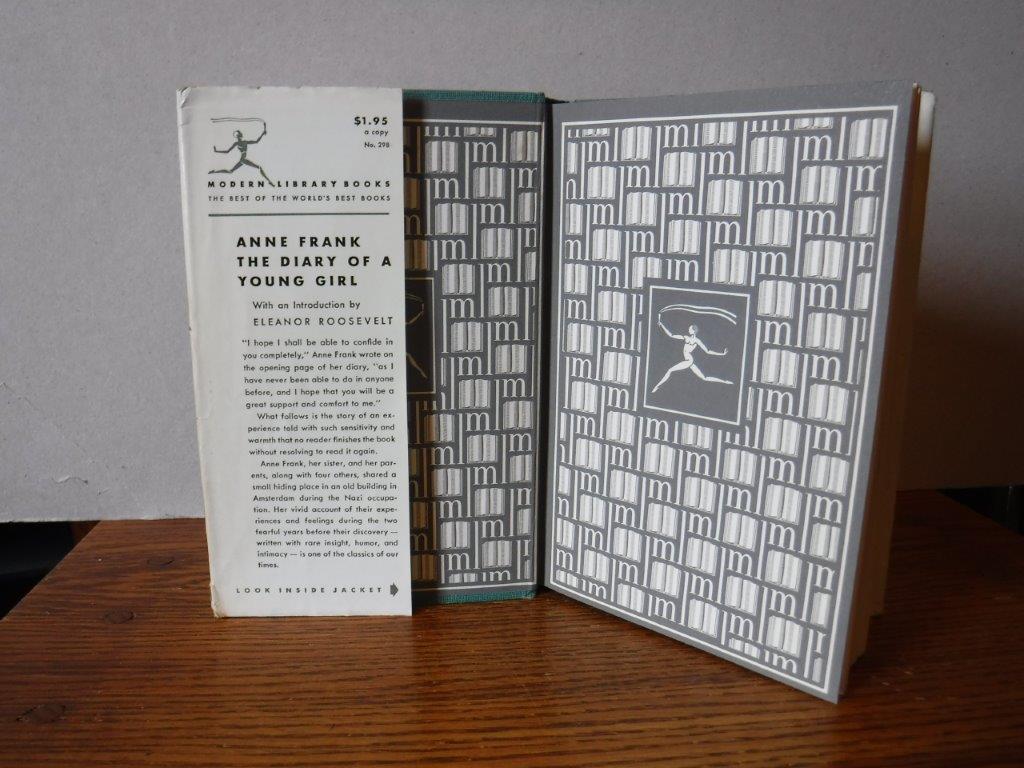 $1.95
a copy
No. 298
MODERN LIBRARY BOOKS
THE BEST OF THE WORLD'S BEST BOOKS
ANNE FRANK
THE DIARY OF A
YOUNG GIRL
With an Introduction by
ELEANOR ROOSEVELT
"I hope I shall be able to confide in
you completely," Anne Frank wrote on
the opening page of her diary, "as I
have never been able to do in anyone
before, and I hope that you will be a
great support and comfort to me."
What follows is the story of an ex-
perience told with such sensitivity and
warmth that no reader finishes the book
without resolving to read it again.
Anne Frank, her sister, and her par-
ents, along with four others, shared a
small hiding place in an old building in
Amsterdam during the Nazi occupa-
tion. Her vivid account of their expe-
riences and feelings during the two
fearful years before their discovery —
written with rare insight, humor, and
intimacy — is one of the classics of our
times.
LOOK INSIDE JACKET